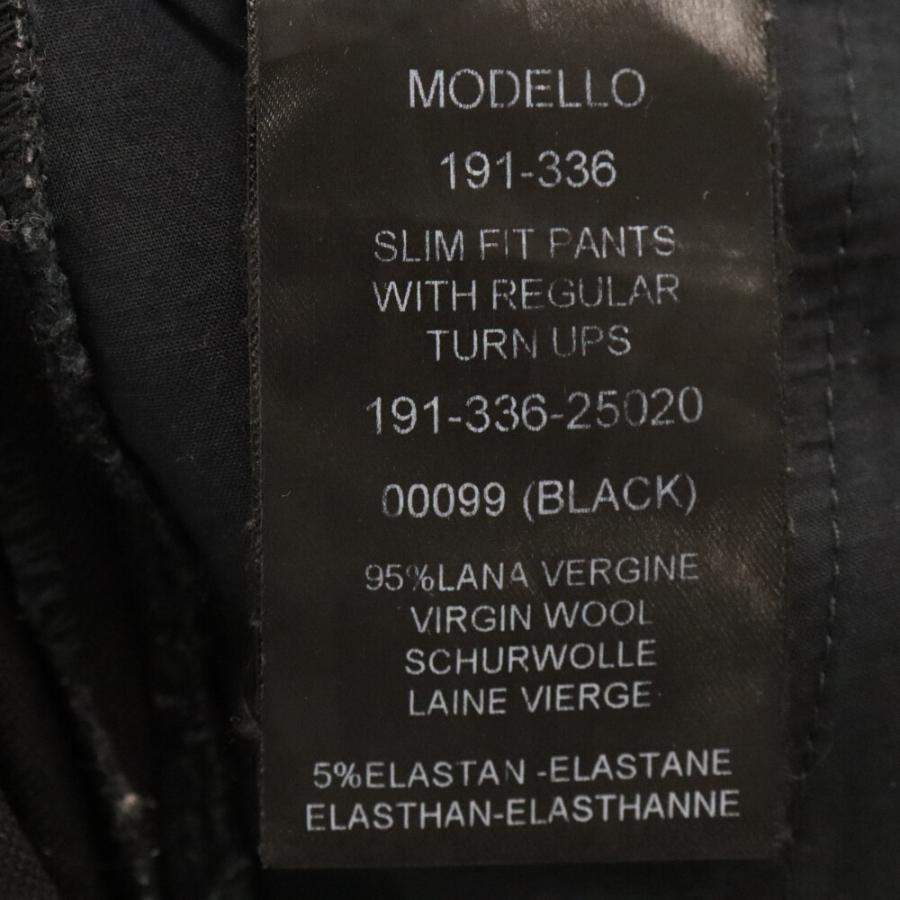 MODELLO
191-336
SLIM FIT PANTS
WITH REGULAR
TURN UPS
191-336-25020
00099 (BLACK)
95%LANA VERGINE
VIRGIN WOOL
SCHURWOLLE
LAINE VIERGE
5%ELASTAN -ELASTANE
ELASTHAN-ELASTHANNE